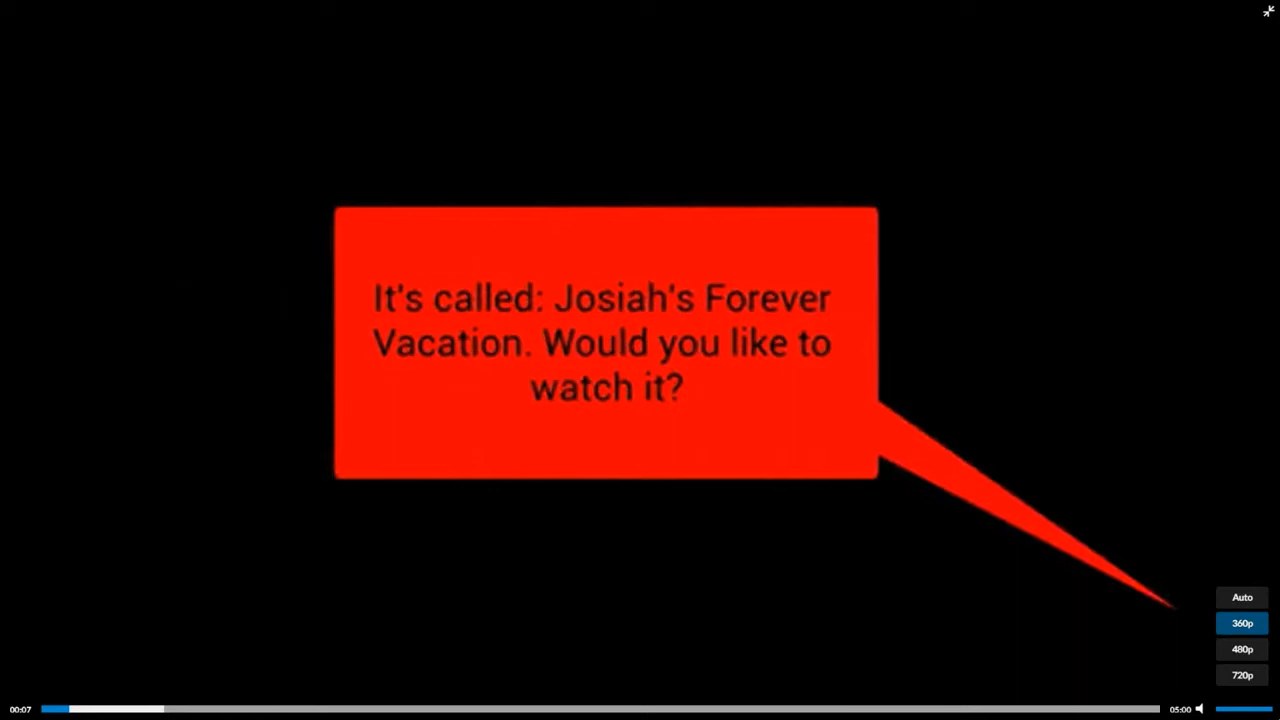 It's called: Josiah's Forever
Vacation. Would you like to
watch it?
Auto
360p
480p
720p
00:07
05:00